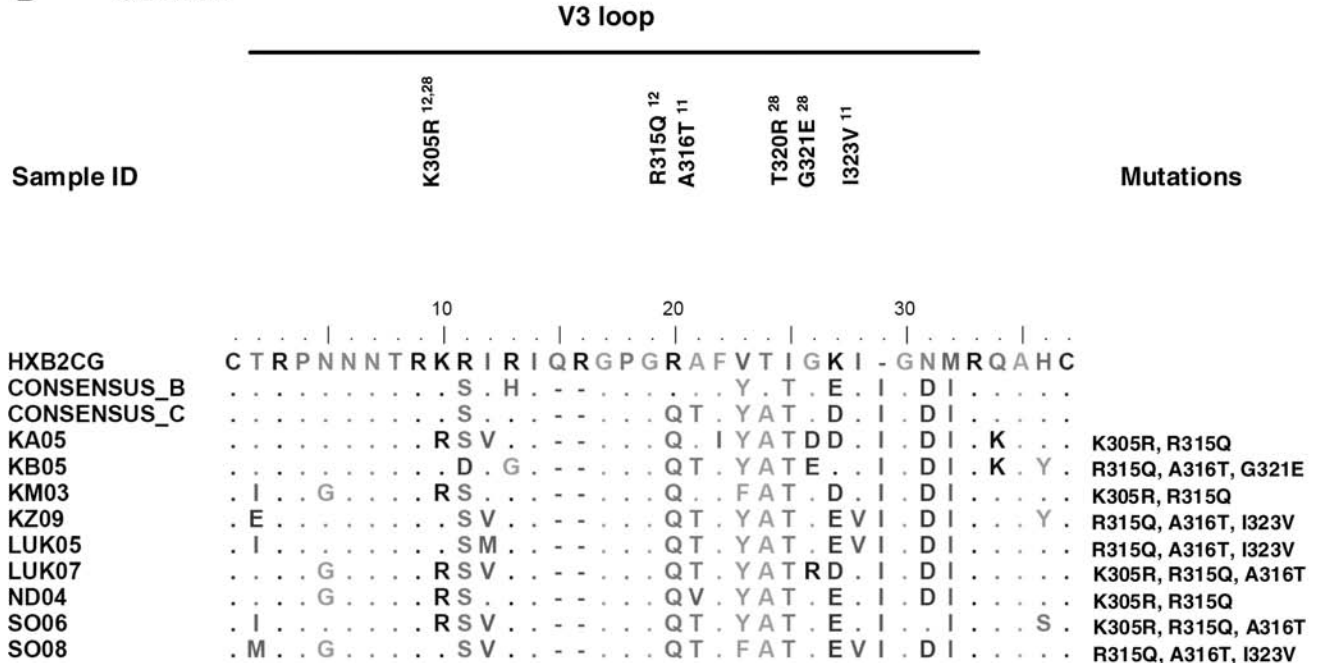 V3 loop
K305R 12,28
R315Q 12
A316T 11
T320R 28
G321E 28
I323V 11
Sample ID
Mutations
10 20 30
HXB2CG C T R P N N N T R K R I R I Q R G P G R A F V T I G K I - G N M R Q A H C
CONSENSUS_B . . . . . . . . . . S . H . - - . . . . . . Y . T . E . I . D I . . . . .
CONSENSUS_C . . . . . . . . . . S . . . - - . . . Q T . Y A T . D . I . D I . . . . .
KA05 . . . . . . . . . R S V . . - - . . . Q . I Y A T D D . I . D I . K . . . K305R, R315Q
KB05 . . . . . . . . . . D . G . - - . . . Q T . Y A T E . . I . D I . K . Y . R315Q, A316T, G321E
KM03 . I . . G . . . . R S . . . - - . . . Q . . F A T . D . I . D I . . . . . K305R, R315Q
KZ09 . E . . . . . . . . S V . . - - . . . Q T . Y A T . E V I . D I . . . Y . R315Q, A316T, I323V
LUK05 . I . . . . . . . . S M . . - - . . . Q T . Y A T . E V I . D I . . . . . R315Q, A316T, I323V
LUK07 . . . . G . . . . R S V . . - - . . . Q T . Y A T R D . I . D I . . . . . K305R, R315Q, A316T
ND04 . . . . G . . . . R S . . . - - . . . Q V . Y A T . E . I . D I . . . . . K305R, R315Q
SO06 . I . . . . . . . R S V . . - - . . . Q T . Y A T . E . I . . I . . . S . K305R, R315Q, A316T
SO08 . M . . G . . . . . S V . . - - . . . Q T . F A T . E V I . D I . . . . . R315Q, A316T, I323V